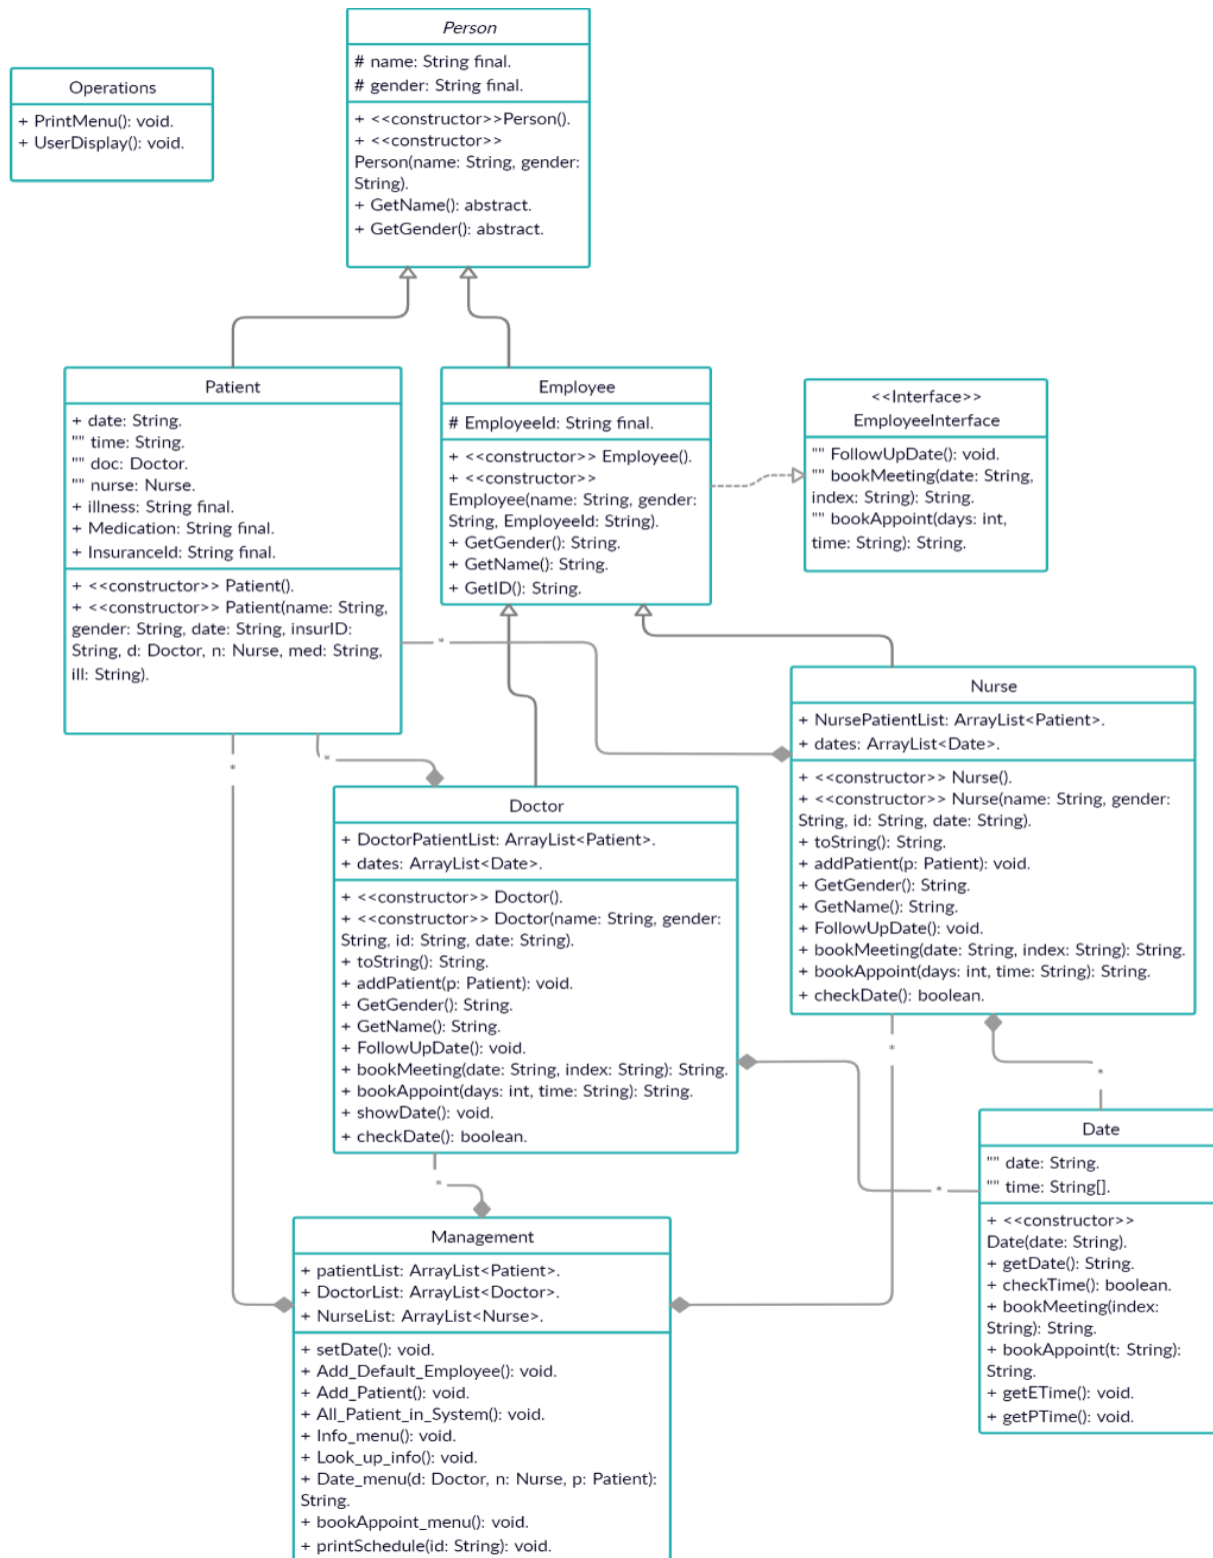 Person
# name: String final.
# gender: String final.
+ <<constructor>>Person().
+ <<constructor>>
Person(name: String, gender:
String).
+ GetName(): abstract.
+ GetGender(): abstract.
Operations
+ PrintMenu(): void.
+ UserDisplay(): void.
Patient
+ date: String.
"" time: String.
"" doc: Doctor.
"" nurse: Nurse.
+ illness: String final.
+ Medication: String final.
+ InsuranceId: String final.
+ <<constructor>> Patient().
+ <<constructor>> Patient(name: String,
gender: String, date: String, insurID:
String, d: Doctor, n: Nurse, med: String,
ill: String).
Employee
# EmployeeId: String final.
+ <<constructor>> Employee().
+ <<constructor>>
Employee(name: String, gender:
String, EmployeeId: String).
+ GetGender(): String.
+ GetName(): String.
+ GetID(): String.
<<Interface>>
EmployeeInterface
"" FollowUpDate(): void.
"" bookMeeting(date: String,
index: String): String.
"" bookAppoint(days: int,
time: String): String.
*
Nurse
+ NursePatientList: ArrayList<Patient>.
+ dates: ArrayList<Date>.
+ <<constructor>> Nurse().
+ <<constructor>> Nurse(name: String, gender:
String, id: String, date: String).
+ toString(): String.
+ addPatient(p: Patient): void.
+ GetGender(): String.
+ GetName(): String.
+ FollowUpDate(): void.
+ bookMeeting(date: String, index: String): String.
+ bookAppoint(days: int, time: String): String.
+ checkDate(): boolean.
*
*
Doctor
+ DoctorPatientList: ArrayList<Patient>.
+ dates: ArrayList<Date>.
+ <<constructor>> Doctor().
+ <<constructor>> Doctor(name: String, gender:
String, id: String, date: String).
+ toString(): String.
+ addPatient(p: Patient): void.
+ GetGender(): String.
+ GetName(): String.
+ FollowUpDate(): void.
+ bookMeeting(date: String, index: String): String.
+ bookAppoint(days: int, time: String): String.
+ showDate(): void.
+ checkDate(): boolean.
*
*
*
*
Date
"" date: String.
"" time: String[].
+ <<constructor>>
Date(date: String).
+ getDate(): String.
+ checkTime(): boolean.
+ bookMeeting(index:
String): String.
+ bookAppoint(t: String):
String.
+ getETime(): void.
+ getPTime(): void.
Management
+ patientList: ArrayList<Patient>.
+ DoctorList: ArrayList<Doctor>.
+ NurseList: ArrayList<Nurse>.
+ setDate(): void.
+ Add_Default_Employee(): void.
+ Add_Patient(): void.
+ All_Patient_in_System(): void.
+ Info_menu(): void.
+ Look_up_info(): void.
+ Date_menu(d: Doctor, n: Nurse, p: Patient):
String.
+ bookAppoint_menu(): void.
+ printSchedule(id: String): void.